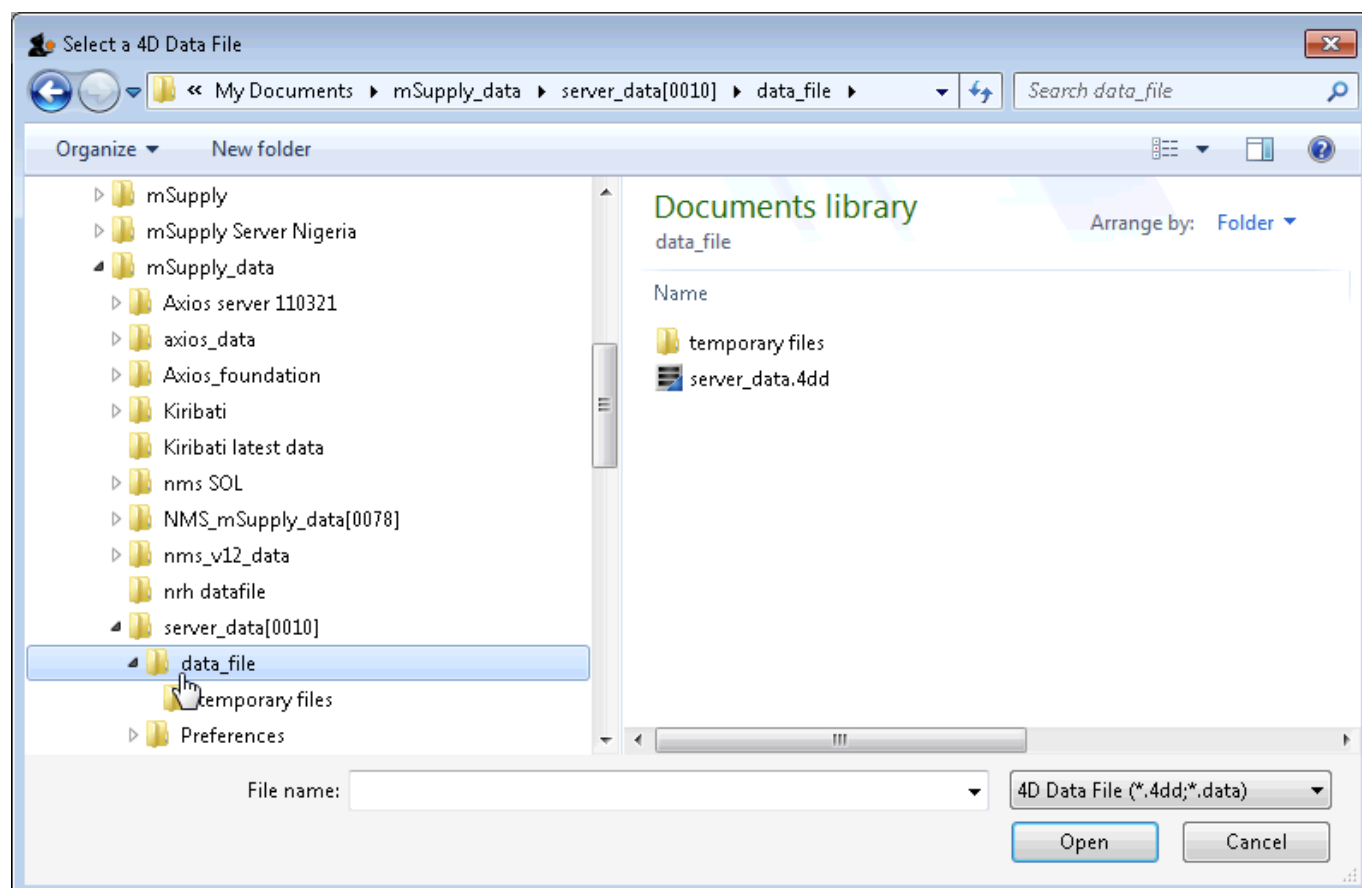 Select a 4D Data File
« My Documents mSupply_data server_data[0010] data_file
Search data_file
Organize New folder
mSupply
mSupply Server Nigeria
mSupply_data
Axios server 110321
axios_data
Axios_foundation
Kiribati
Kiribati latest data
nms SOL
NMS_mSupply_data[0078]
nms_v12_data
nrh datafile
server_data[0010]
data_file
temporary files
Preferences
Documents library
data_file
Arrange by: Folder
Name
temporary files
server_data.4dd
File name:
4D Data File (*.4dd;*.data)
Open Cancel